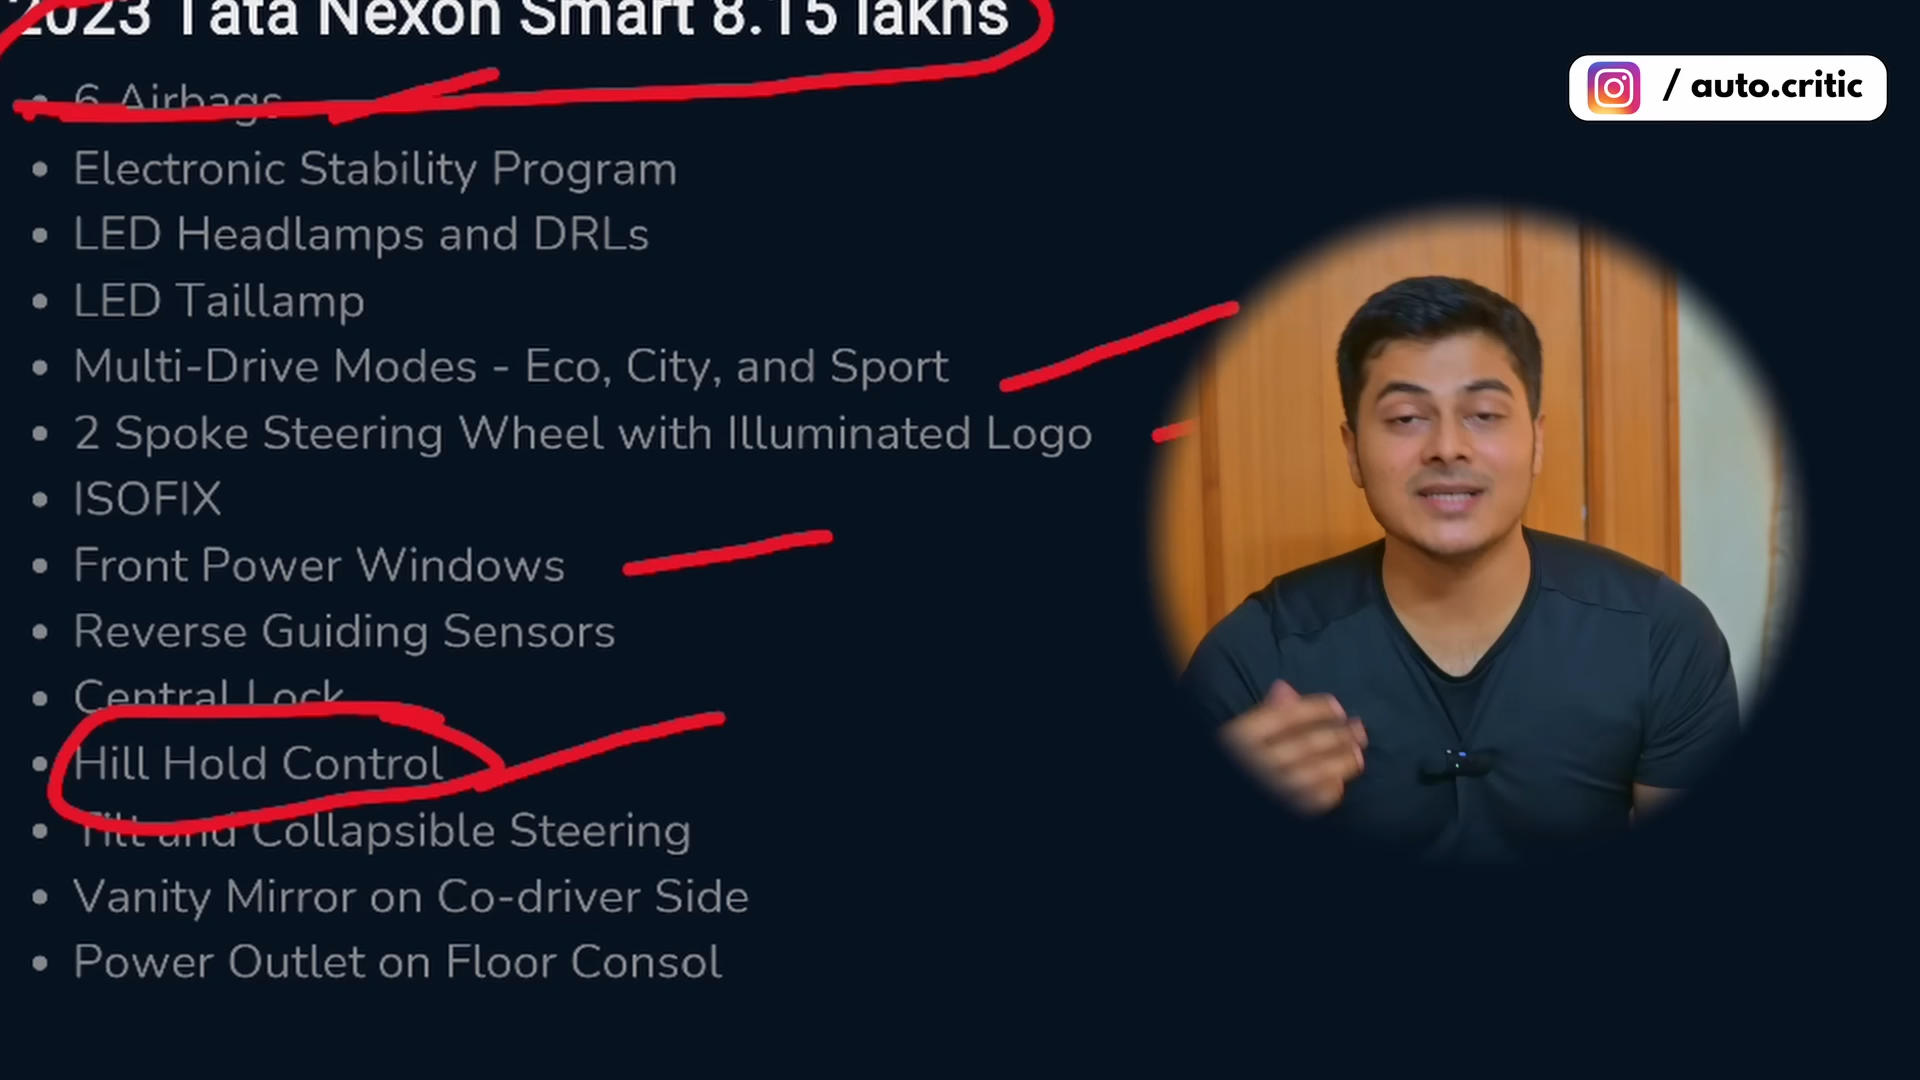 2023 Tata Nexon Smart 8.15 lakhs
/ auto.critic
• 6 Airbags
• Electronic Stability Program
• LED Headlamps and DRLs
• LED Taillamp
• Multi-Drive Modes - Eco, City, and Sport
• 2 Spoke Steering Wheel with Illuminated Logo
• ISOFIX
• Front Power Windows
• Reverse Guiding Sensors
• Central Lock
• Hill Hold Control
• Tilt and Collapsible Steering
• Vanity Mirror on Co-driver Side
• Power Outlet on Floor Consol